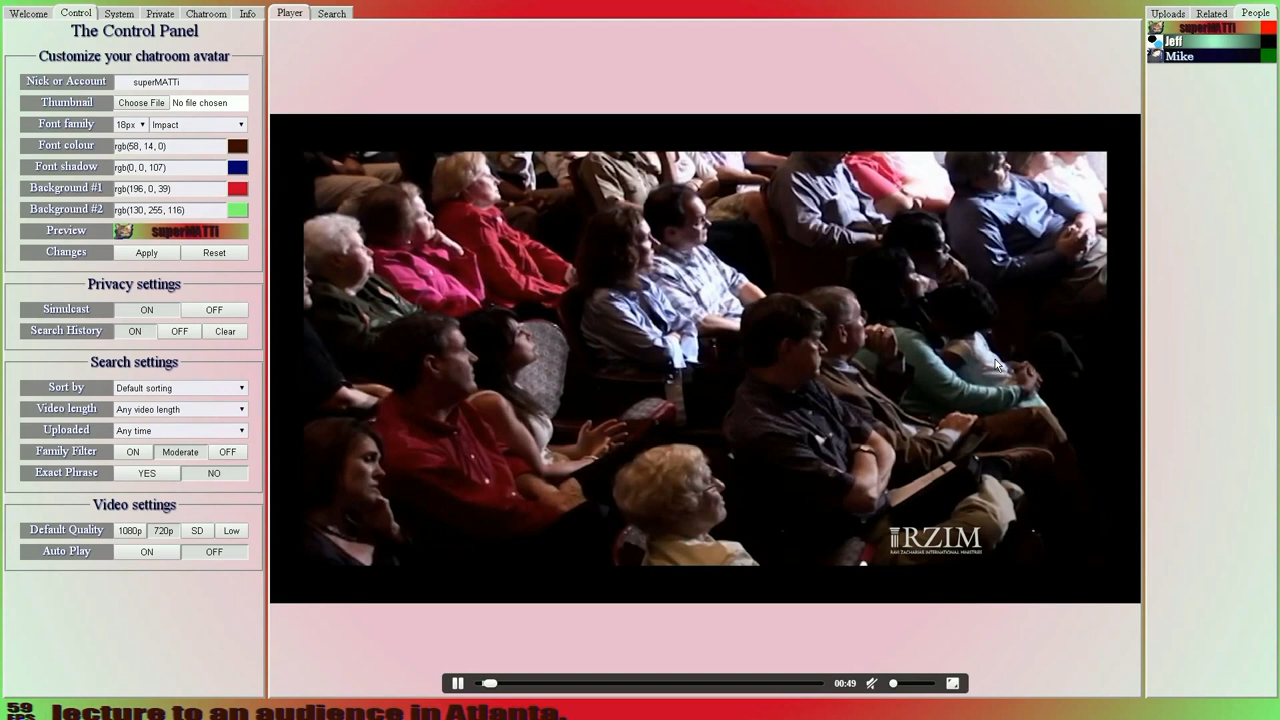 Welcome Control System Private Chatroom Info
Player Search
Uploads Related People
The Control Panel
Customize your chatroom avatar
Nick or Account superMATTi
Thumbnail Choose File No file chosen
Font family 18px Impact
Font colour rgb(58, 14, 0)
Font shadow rgb(0, 0, 107)
Background #1 rgb(196, 0, 39)
Background #2 rgb(130, 255, 116)
Preview superMATTi
Changes Apply Reset
Privacy settings
Simulcast ON OFF
Search History ON OFF Clear
Search settings
Sort by Default sorting
Video length Any video length
Uploaded Any time
Family Filter ON Moderate OFF
Exact Phrase YES NO
Video settings
Default Quality 1080p 720p SD Low
Auto Play ON OFF
superMATTi
Jeff
Mike
RZIM
RAVI ZACHARIAS INTERNATIONAL MINISTRIES
00:49
59
FPS
lecture to an audience in Atlanta.